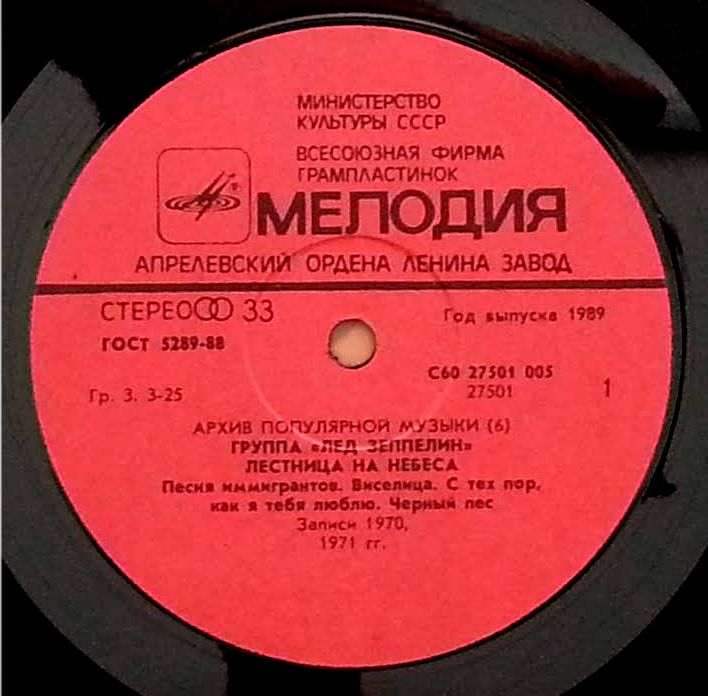 МИНИСТЕРСТВО
КУЛЬТУРЫ СССР
ВСЕСОЮЗНАЯ ФИРМА
ГРАМПЛАСТИНОК
МЕЛОДИЯ
АПРЕЛЕВСКИЙ ОРДЕНА ЛЕНИНА ЗАВОД
СТЕРЕО 33
Год выпуска 1989
ГОСТ 5289-88
С60 27501 005
Гр. 3. 3-25
27501
1
АРХИВ ПОПУЛЯРНОЙ МУЗЫКИ (6)
ГРУППА «ЛЕД ЗЕППЕЛИН»
ЛЕСТНИЦА НА НЕБЕСА
Песня иммигрантов. Виселица. С тех пор,
как я тебя люблю. Черный пес
Записи 1970,
1971 гг.